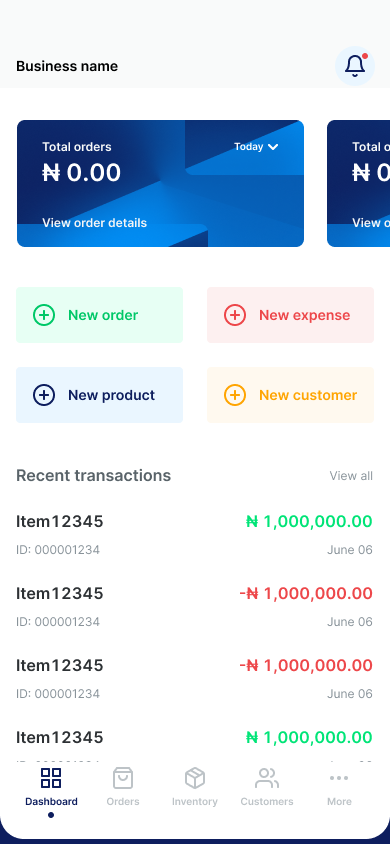 Business name
Total orders
Today
₦ 0.00
View order details
Total
₦ 0
View o
New order
New expense
New product
New customer
Recent transactions
View all
Item12345
₦ 1,000,000.00
ID: 000001234
June 06
Item12345
-₦ 1,000,000.00
ID: 000001234
June 06
Item12345
-₦ 1,000,000.00
ID: 000001234
June 06
Item12345
₦ 1,000,000.00
Dashboard
Orders
Inventory
Customers
More